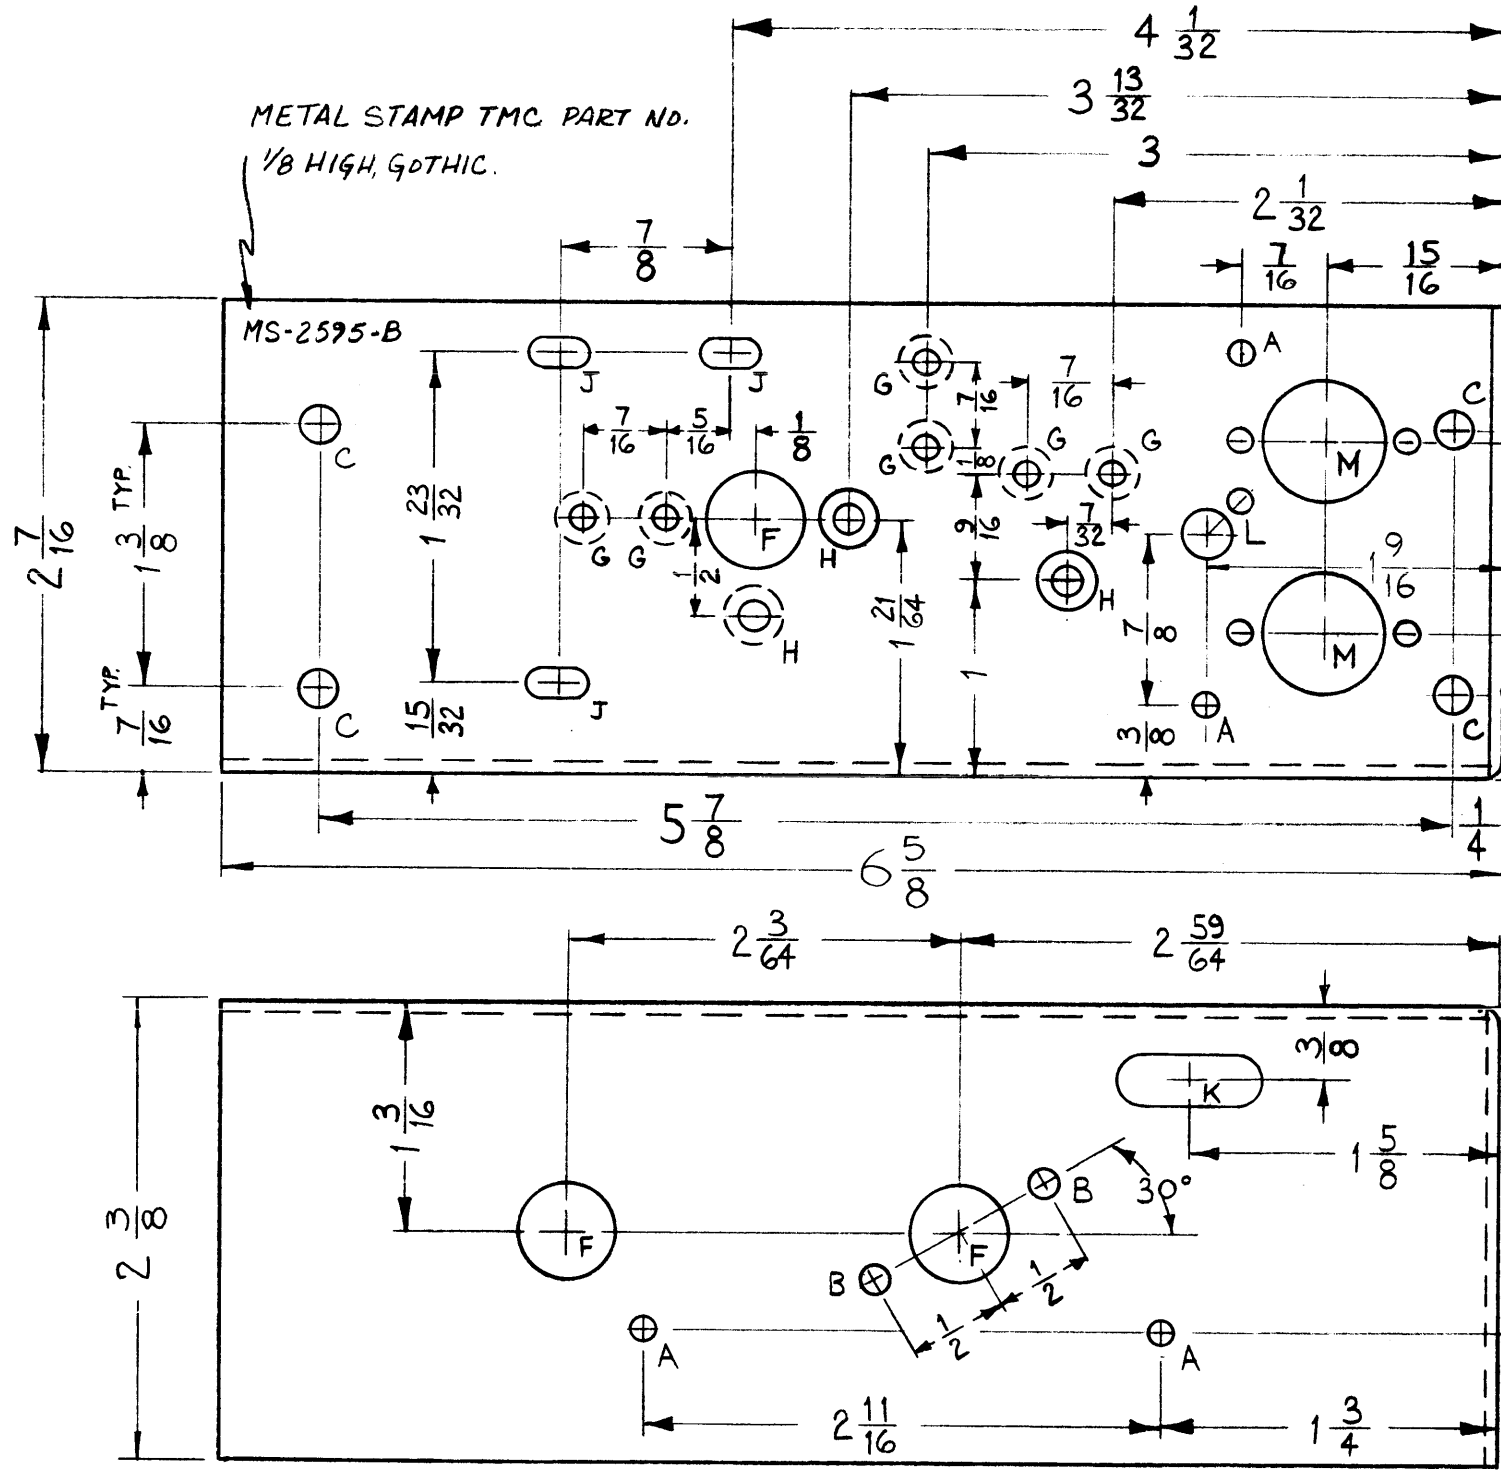 4 1/32
3 13/32
METAL STAMP TMC PART NO.
1/8 HIGH, GOTHIC.
3
2 1/32
7/8
7/16
15/16
MS-2595-B
A
J
J
G
7/16
7/16
C
C
7/16
5/16
1/8
G
1/8
G
G
M
2 7/16
1 3/8 TYP.
1 23/32
G
G
F
H
9/16
7/32
L
1/2
1 21/64
1 9/16
H
7/8
H
1
M
7/16 TYP.
C
15/32
J
3/8
A
C
5 7/8
1/4
6 5/8
2 3/64
2 59/64
3/8
K
1 3/16
1 5/8
B
30°
2 3/8
F
F
B
1/2
1/2
A
A
2 11/16
1 3/4